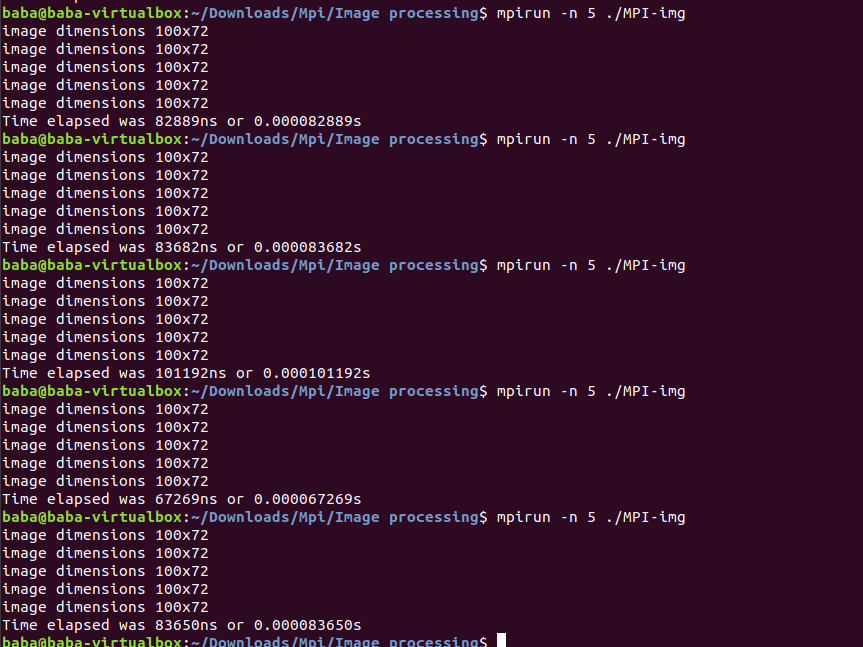 baba@baba-virtualbox:~/Downloads/Mpi/Image processing$ mpirun -n 5 ./MPI-img
image dimensions 100x72
image dimensions 100x72
image dimensions 100x72
image dimensions 100x72
image dimensions 100x72
Time elapsed was 82889ns or 0.000082889s
baba@baba-virtualbox:~/Downloads/Mpi/Image processing$ mpirun -n 5 ./MPI-img
image dimensions 100x72
image dimensions 100x72
image dimensions 100x72
image dimensions 100x72
image dimensions 100x72
Time elapsed was 83682ns or 0.000083682s
baba@baba-virtualbox:~/Downloads/Mpi/Image processing$ mpirun -n 5 ./MPI-img
image dimensions 100x72
image dimensions 100x72
image dimensions 100x72
image dimensions 100x72
image dimensions 100x72
Time elapsed was 101192ns or 0.000101192s
baba@baba-virtualbox:~/Downloads/Mpi/Image processing$ mpirun -n 5 ./MPI-img
image dimensions 100x72
image dimensions 100x72
image dimensions 100x72
image dimensions 100x72
image dimensions 100x72
Time elapsed was 67269ns or 0.000067269s
baba@baba-virtualbox:~/Downloads/Mpi/Image processing$ mpirun -n 5 ./MPI-img
image dimensions 100x72
image dimensions 100x72
image dimensions 100x72
image dimensions 100x72
image dimensions 100x72
Time elapsed was 83650ns or 0.000083650s
baba@baba-virtualbox:~/Downloads/Mpi/Image processing$